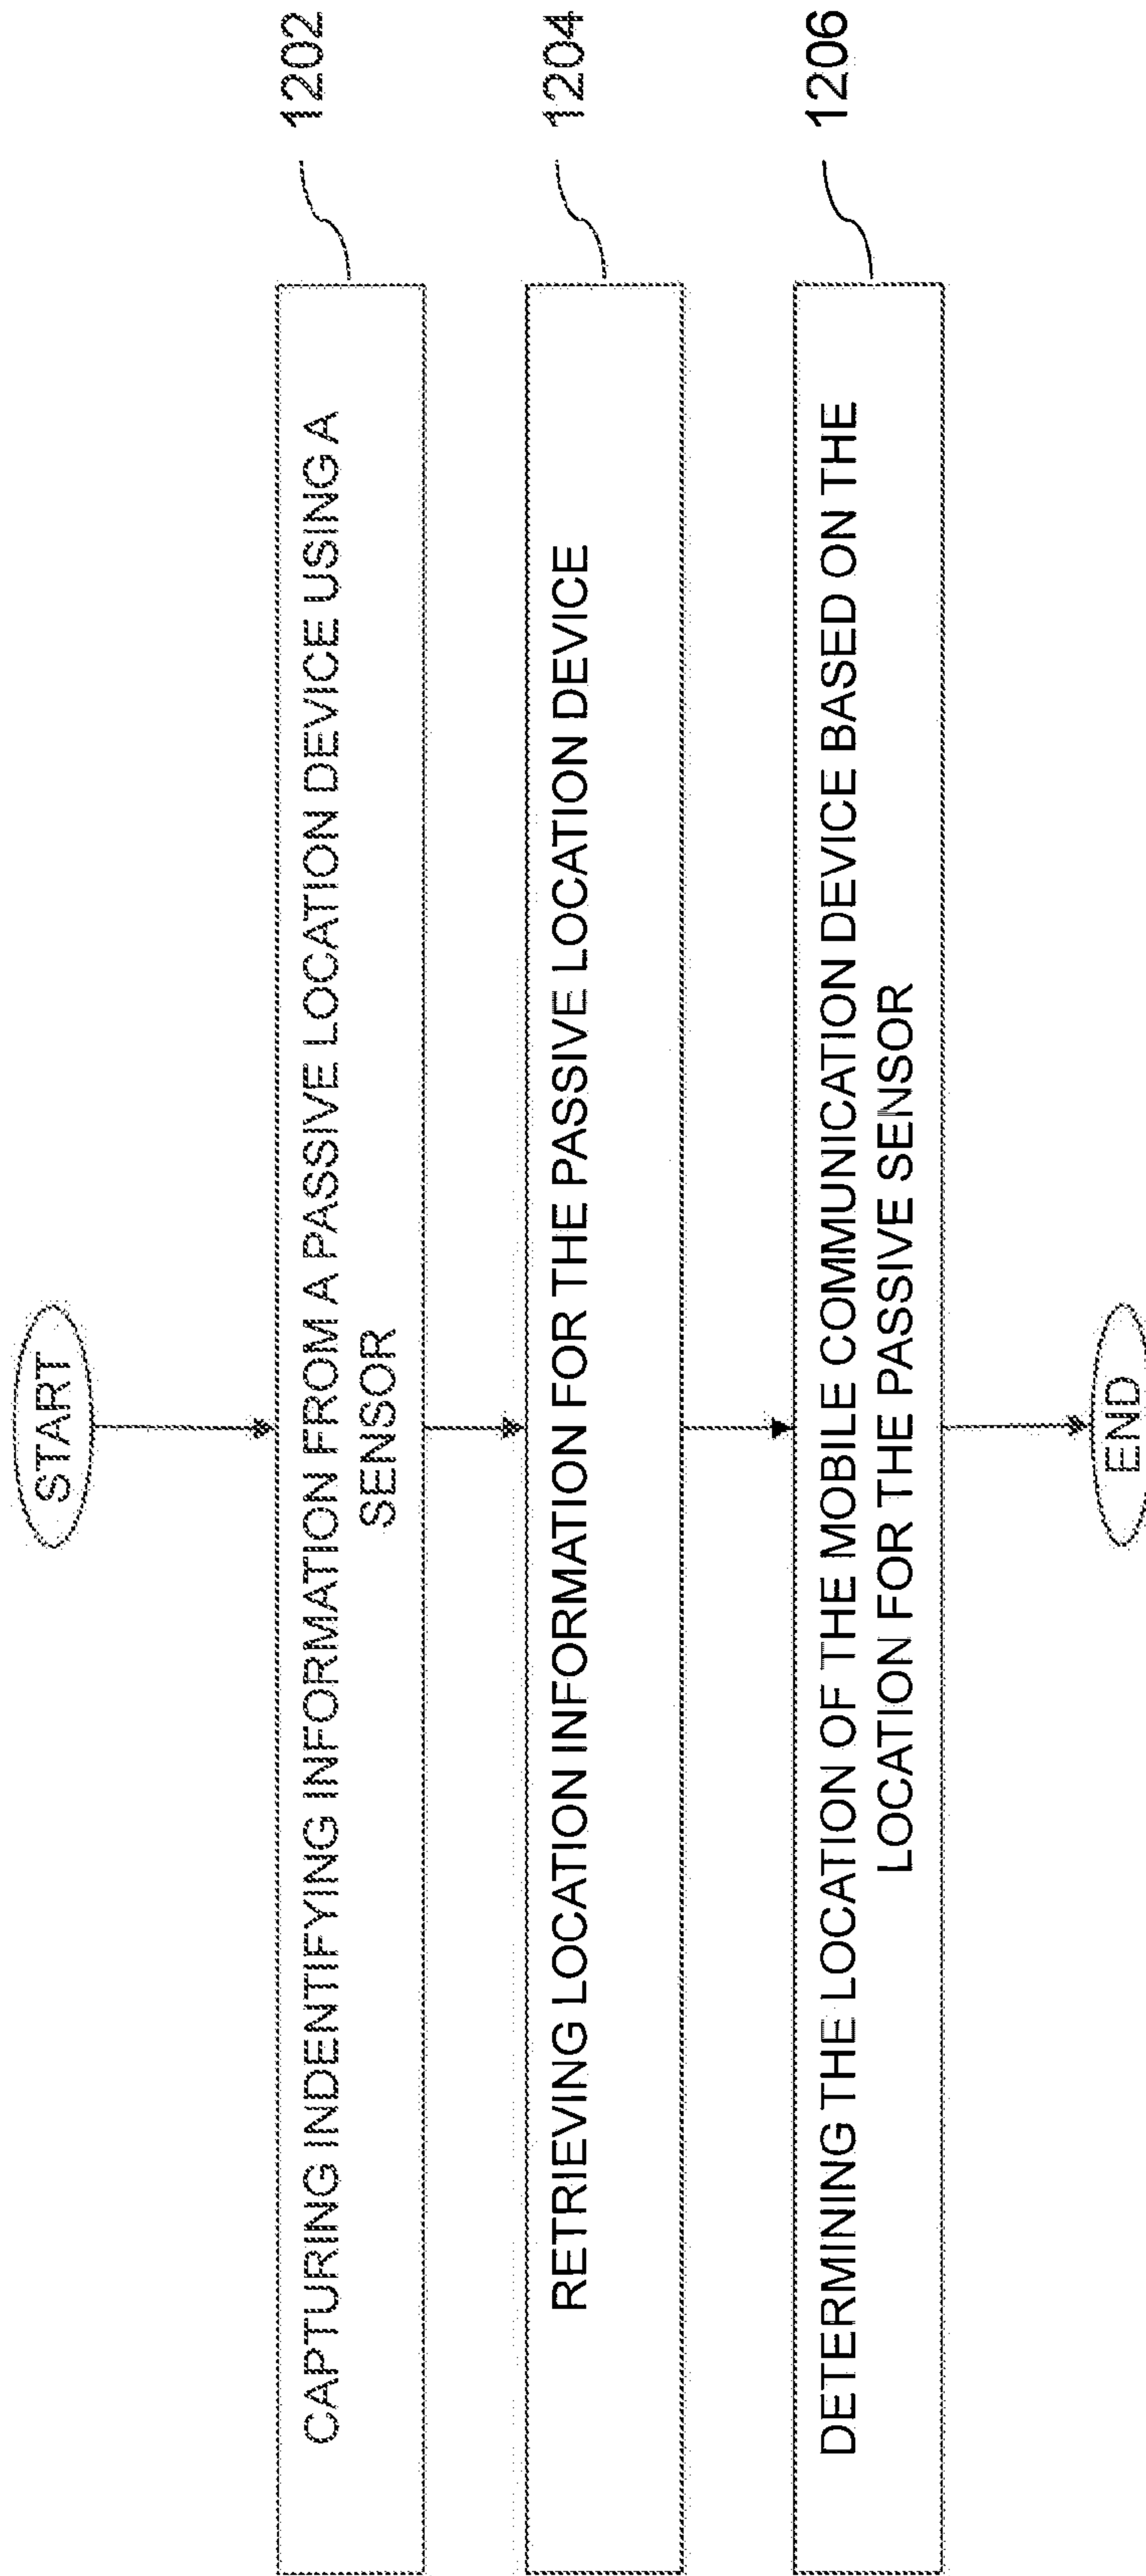 START
CAPTURING INDENTIFYING INFORMATION FROM A PASSIVE LOCATION DEVICE USING A
SENSOR
1202
RETRIEVING LOCATION INFORMATION FOR THE PASSIVE LOCATION DEVICE
1204
DETERMINING THE LOCATION OF THE MOBILE COMMUNICATION DEVICE BASED ON THE
LOCATION FOR THE PASSIVE SENSOR
1206
END